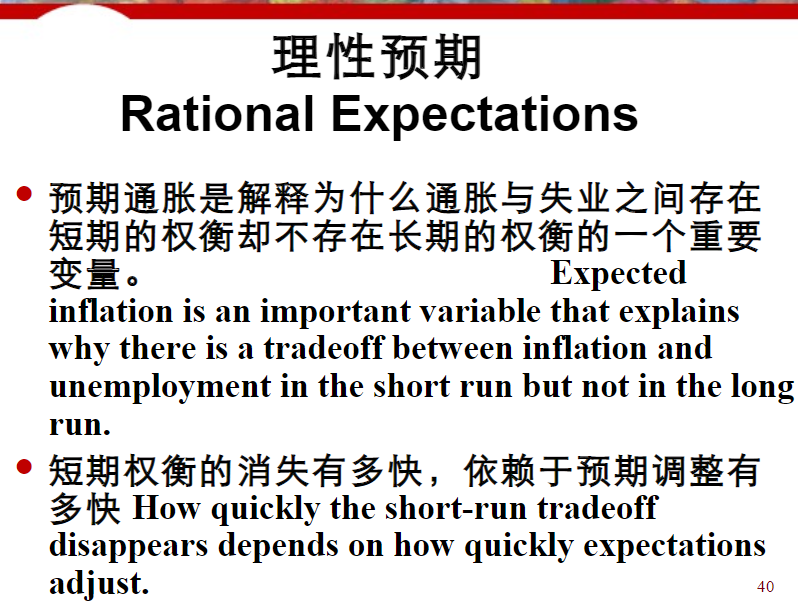 理性预期
Rational Expectations
预期通胀是解释为什么通胀与失业之间存在
短期的权衡却不存在长期的权衡的一个重要
变量。 Expected
inflation is an important variable that explains
why there is a tradeoff between inflation and
unemployment in the short run but not in the long
run.
短期权衡的消失有多快，依赖于预期调整有
多快 How quickly the short-run tradeoff
disappears depends on how quickly expectations
adjust.
40